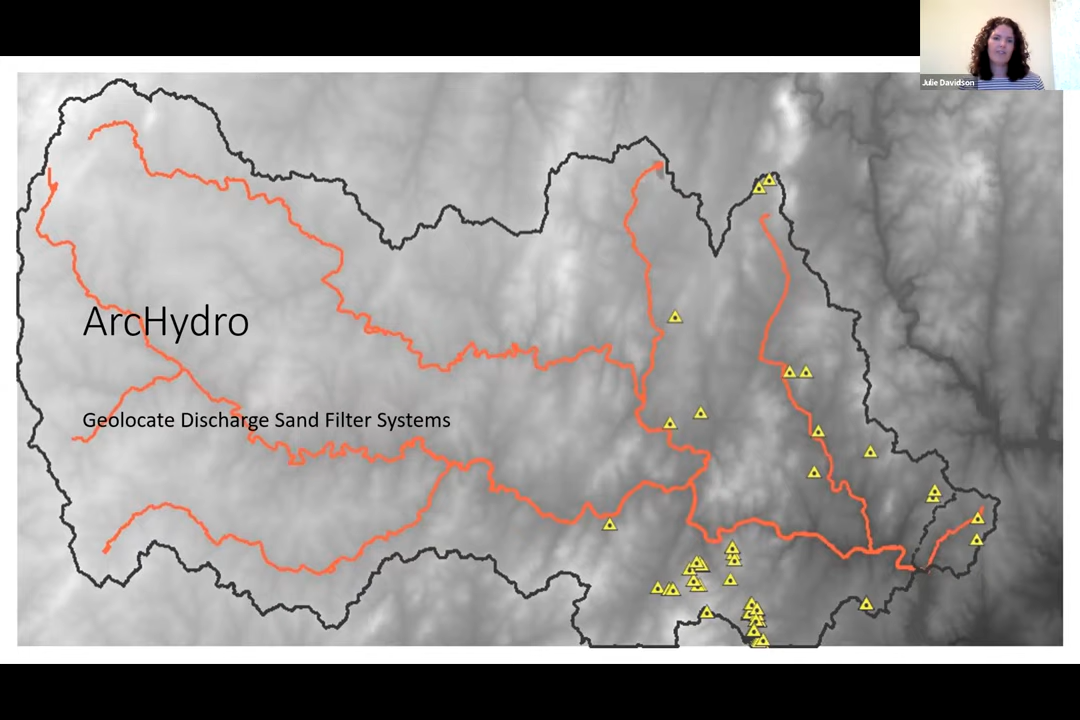 Julie Davidson
ArcHydro
Geolocate Discharge Sand Filter Systems